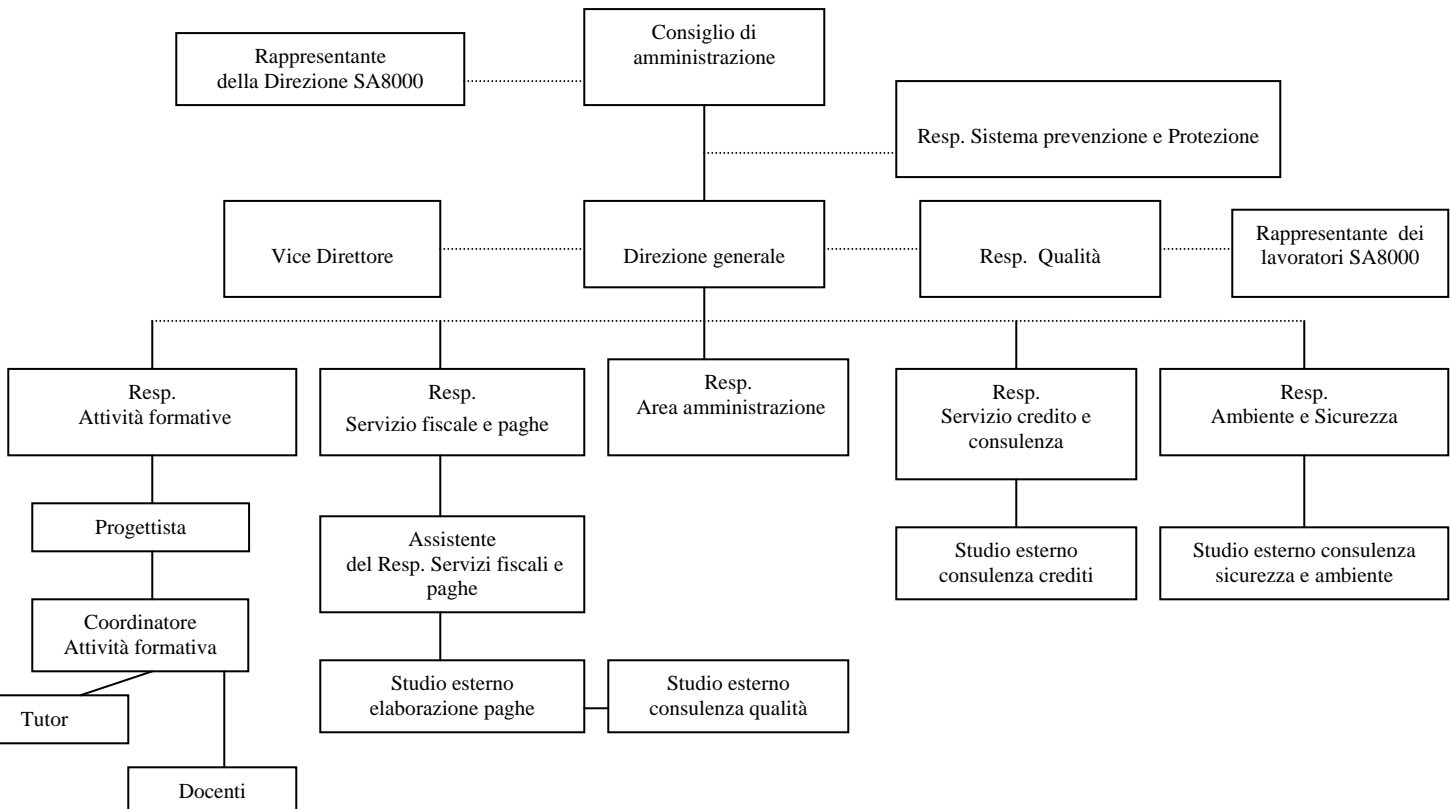 Consiglio di
amministrazione
Rappresentante
della Direzione SA8000
Resp. Sistema prevenzione e Protezione
Vice Direttore
Direzione generale
Resp. Qualità
Rappresentante dei
lavoratori SA8000
Resp.
Attività formative
Resp.
Servizio fiscale e paghe
Resp.
Area amministrazione
Resp.
Servizio credito e
consulenza
Resp.
Ambiente e Sicurezza
Progettista
Assistente
del Resp. Servizi fiscali e
paghe
Studio esterno
consulenza crediti
Studio esterno consulenza
sicurezza e ambiente
Coordinatore
Attività formativa
Studio esterno
elaborazione paghe
Studio esterno
consulenza qualità
Tutor
Docenti